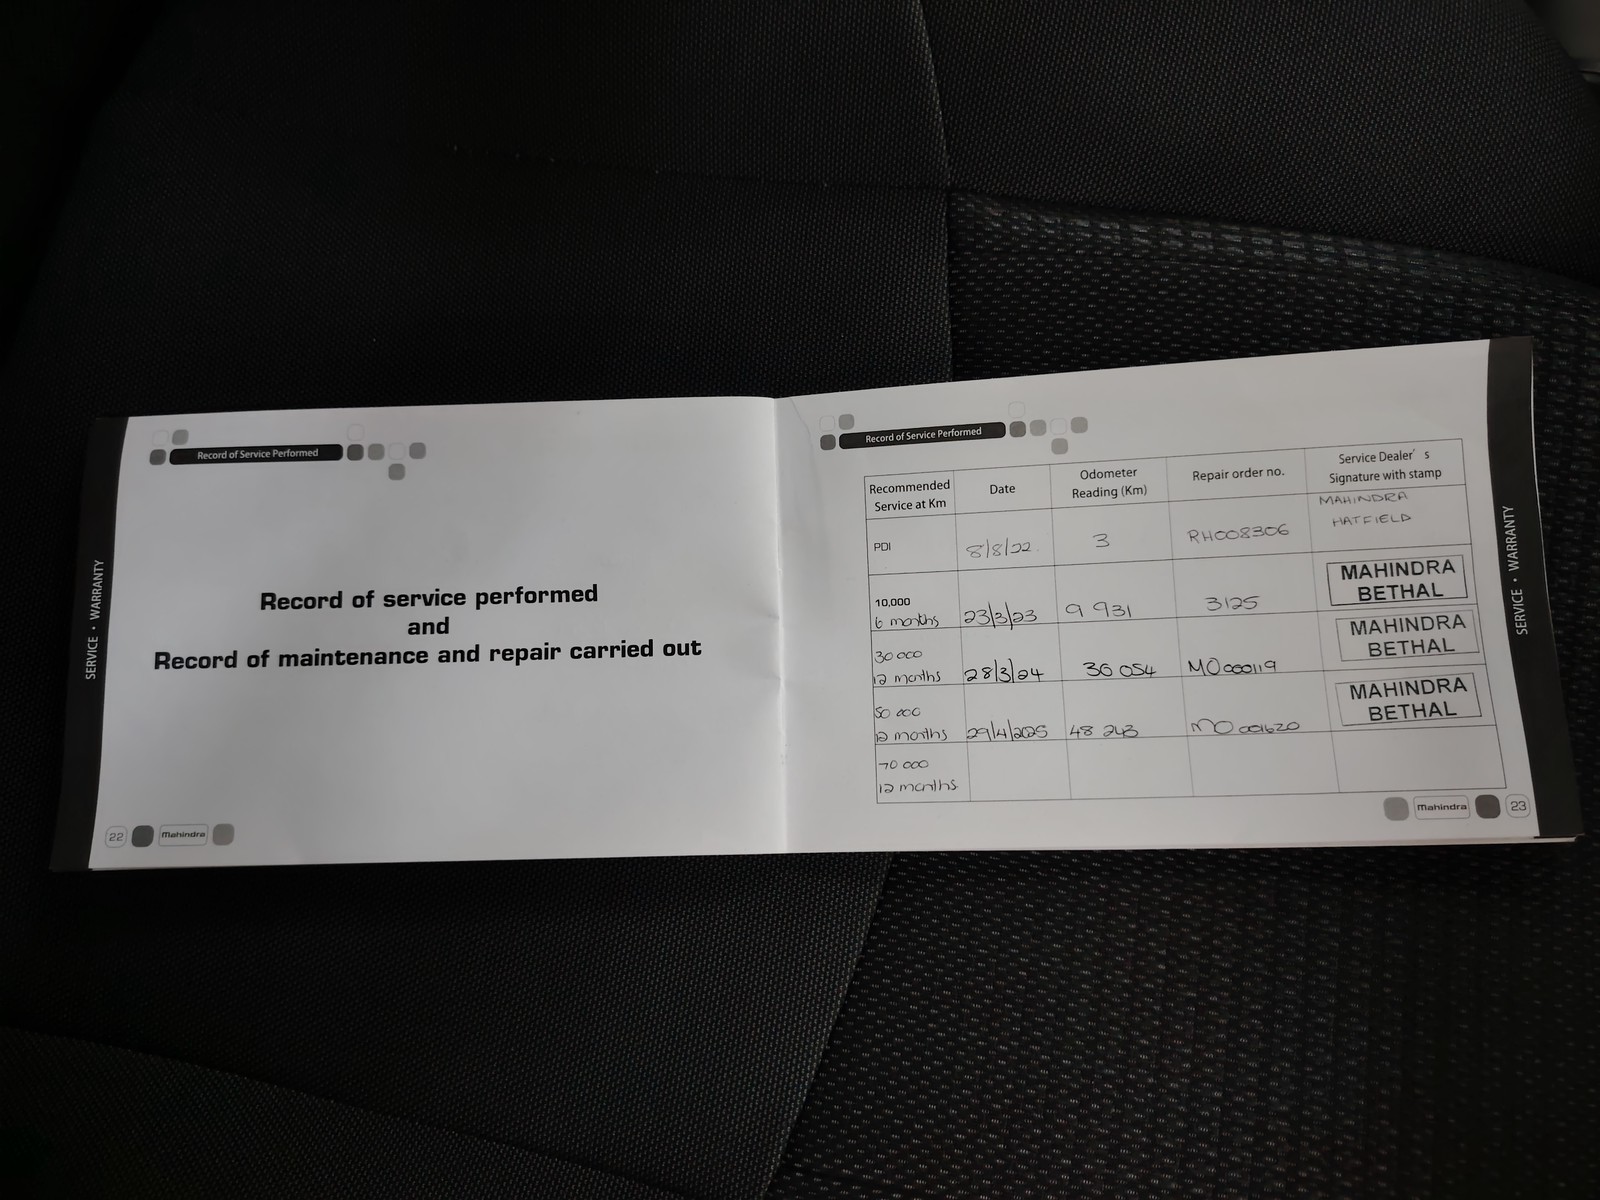 Record of Service Performed
Record of service performed
and
Record of maintenance and repair carried out
SERVICE • WARRANTY
22 Mahindra
Record of Service Performed
Recommended Service at Km Date Odometer Reading (Km) Repair order no. Service Dealer's Signature with stamp
PDI 8/8/22 3 RH008306 MAHINDRA HATFIELD
10,000 6 months 23/3/23 9 931 3125 MAHINDRA BETHAL
30 000 12 months 28/3/24 36 054 MO000119 MAHINDRA BETHAL
50 000 12 months 29/4/2025 48 243 MO001620 MAHINDRA BETHAL
70 000 12 months
Mahindra 23
SERVICE • WARRANTY